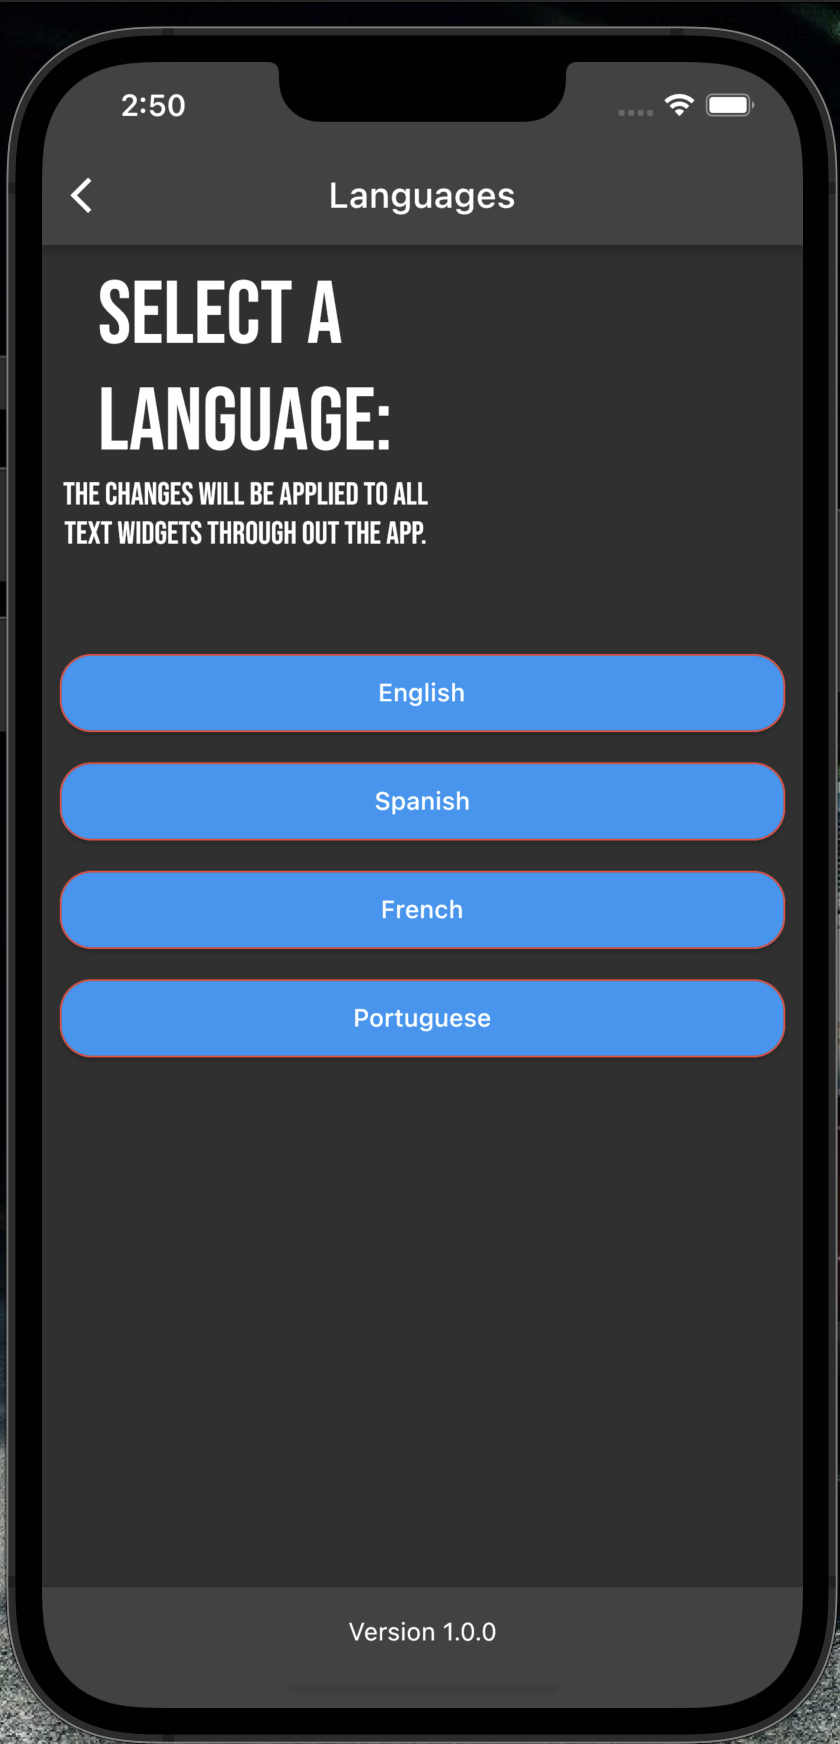 2:50
Languages
SELECT A
LANGUAGE:
THE CHANGES WILL BE APPLIED TO ALL
TEXT WIDGETS THROUGH OUT THE APP.
English
Spanish
French
Portuguese
Version 1.0.0